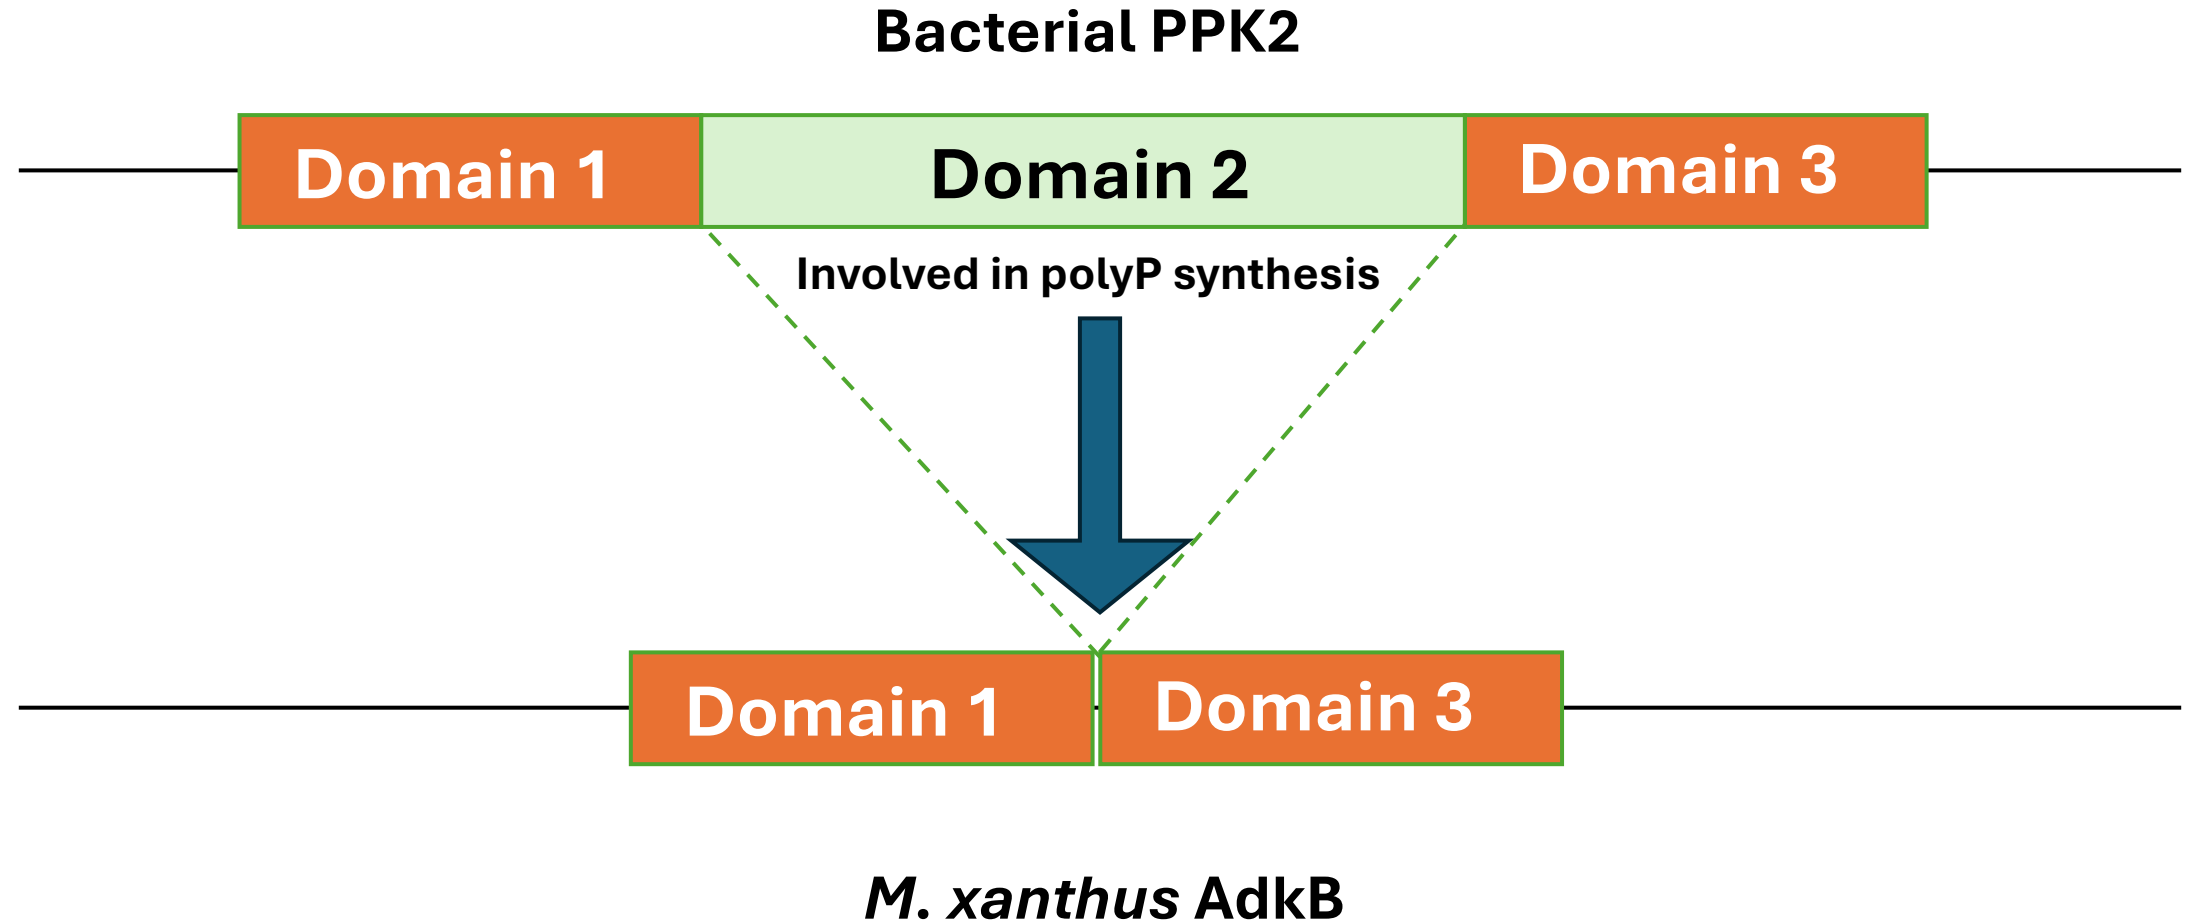 Bacterial PPK2
Domain 1
Domain 2
Domain 3
Involved in polyP synthesis
Domain 1
Domain 3
M. xanthus AdkB